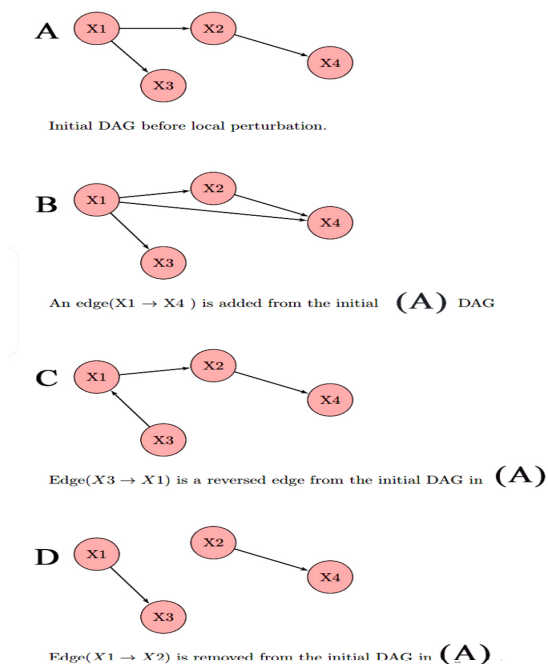 A X1 X2
X4
X3
Initial DAG before local perturbation.
X2
B X1
X4
X3
An edge(X1 → X4 ) is added from the initial (A) DAG
X2
C X1
X4
X3
Edge(X3 → X1) is a reversed edge from the initial DAG in (A)
X2
D X1
X4
X3
Edge(X1 → X2) is removed from the initial DAG in (A)